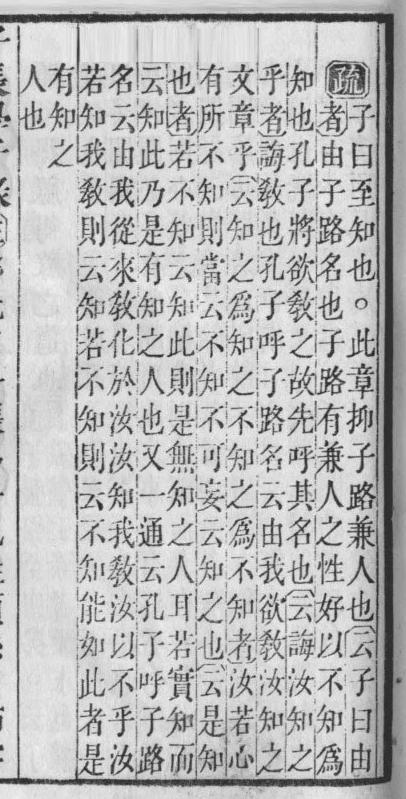 疏子曰至知也。此章抑子路兼人也云子曰由
者由子路名也子路有兼人之性好以不知爲
知也孔子將欲敎之故先呼其名也云誨汝知之
乎者誨敎也孔子呼子路名云由我欲敎汝知之
文章乎云知之爲知之不知之爲不知者汝若心
有所不知則當云不知不可妄云知之也云是知
也者若不知云知此則是無知之人耳若實知而
云知此乃是有知之人也又一通云孔子呼子路
名云由我從來敎化於汝汝知我敎汝以不乎汝
若知我敎則云知若不知則云不知能如此者是
有知之
人也